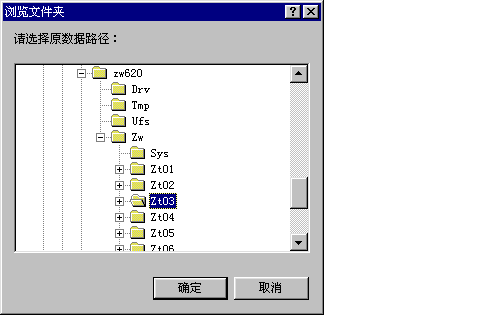 浏览文件夹
请选择原数据路径：
zw620
Drv
Tmp
Ufs
Zw
Sys
Zt01
Zt02
Zt03
Zt04
Zt05
Zt06
确定 取消